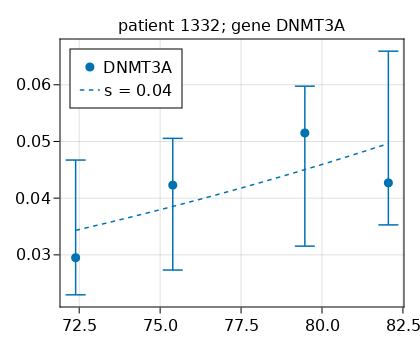 patient 1332; gene DNMT3A
DNMT3A
s = 0.04
0.06
0.05
0.04
0.03
72.5 75.0 77.5 80.0 82.5